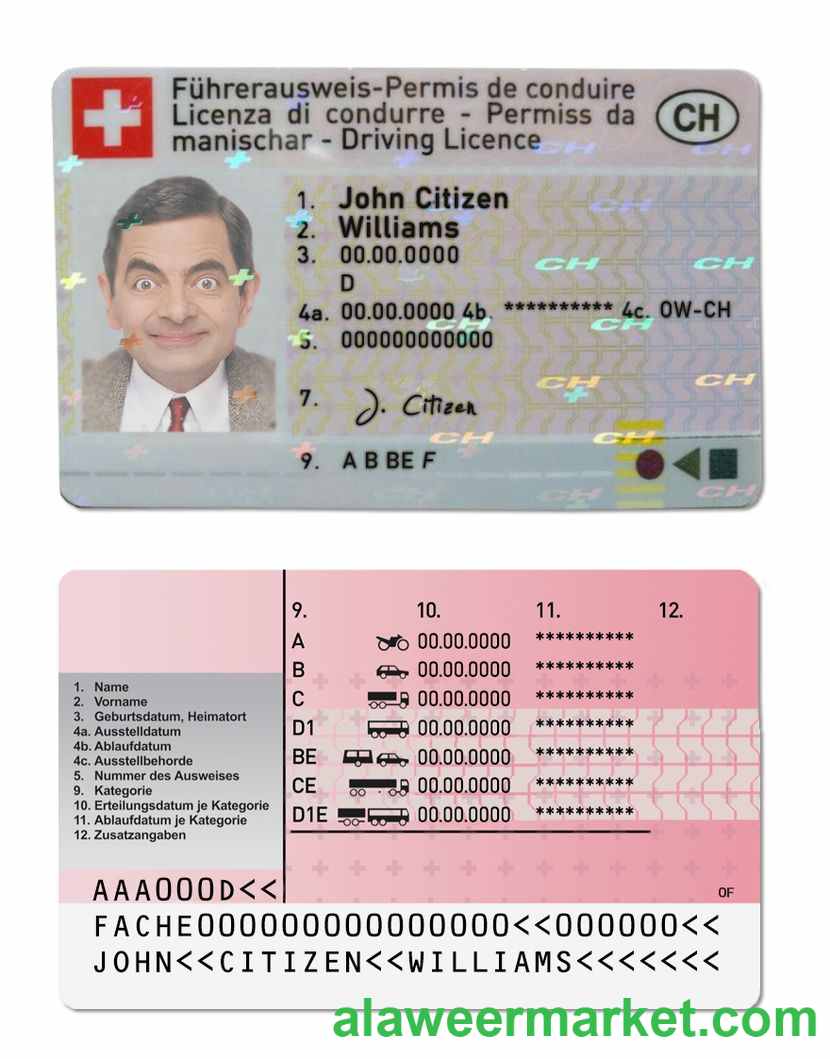 Führerausweis-Permis de conduire
Licenza di condurre - Permiss da
manischar - Driving Licence
CH
1. John Citizen
2. Williams
3. 00.00.0000
D
4a. 00.00.0000 4b. ********** 4c. OW-CH
5. 000000000000
7. J. Citizen
9. A B BE F
9. 10. 11. 12.
A 00.00.0000 **********
B 00.00.0000 **********
C 00.00.0000 **********
D1 00.00.0000 **********
BE 00.00.0000 **********
CE 00.00.0000 **********
D1E 00.00.0000 **********
1. Name
2. Vorname
3. Geburtsdatum, Heimatort
4a. Ausstelldatum
4b. Ablaufdatum
4c. Ausstellbehorde
5. Nummer des Ausweises
9. Kategorie
10. Erteilungsdatum je Kategorie
11. Ablaufdatum je Kategorie
12. Zusatzangaben
AAA000D<<
OF
FACHE000000000000000<<000000<<
JOHN<<CITIZEN<<WILLIAMS<<<<<<<
alaweermarket.com